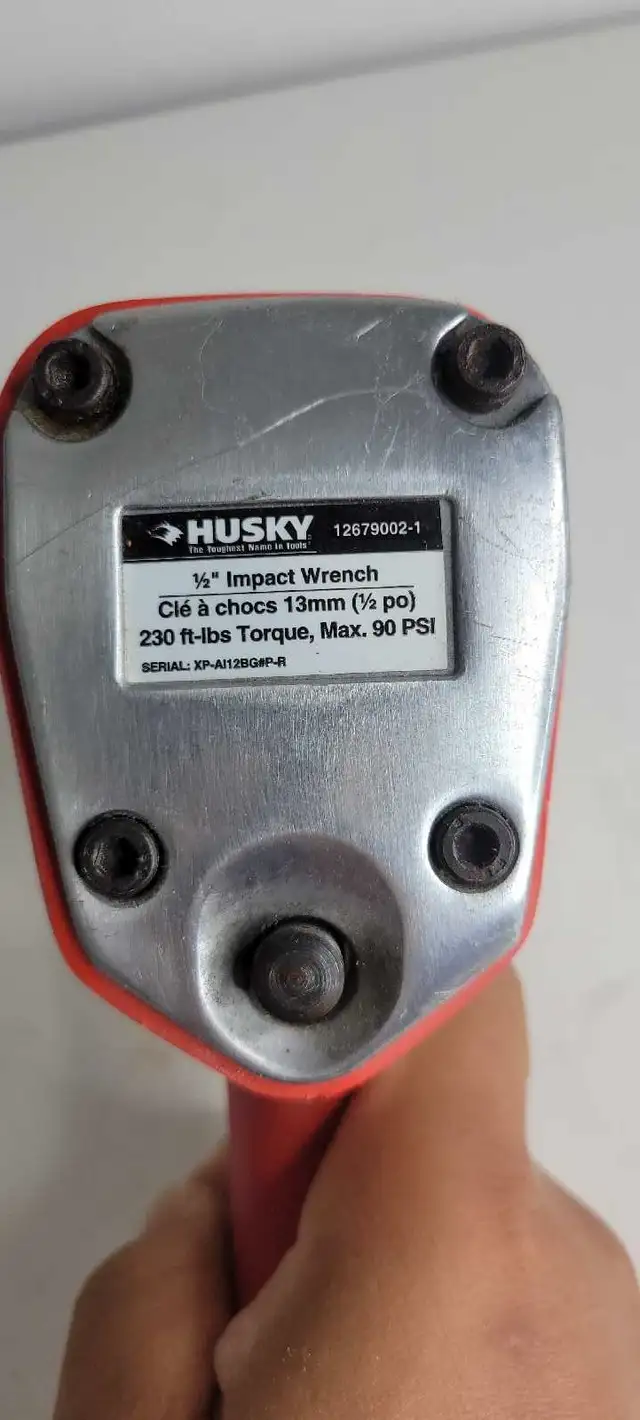 HUSKY 12679002-1
The Toughest Name In Tools
½" Impact Wrench
Clé à chocs 13mm (½ po)
230 ft-lbs Torque, Max. 90 PSI
SERIAL: XP-AI12BG#P-R